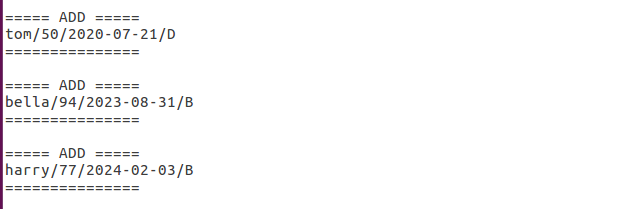 ===== ADD =====
tom/50/2020-07-21/D
===============
===== ADD =====
bella/94/2023-08-31/B
===============
===== ADD =====
harry/77/2024-02-03/B
===============